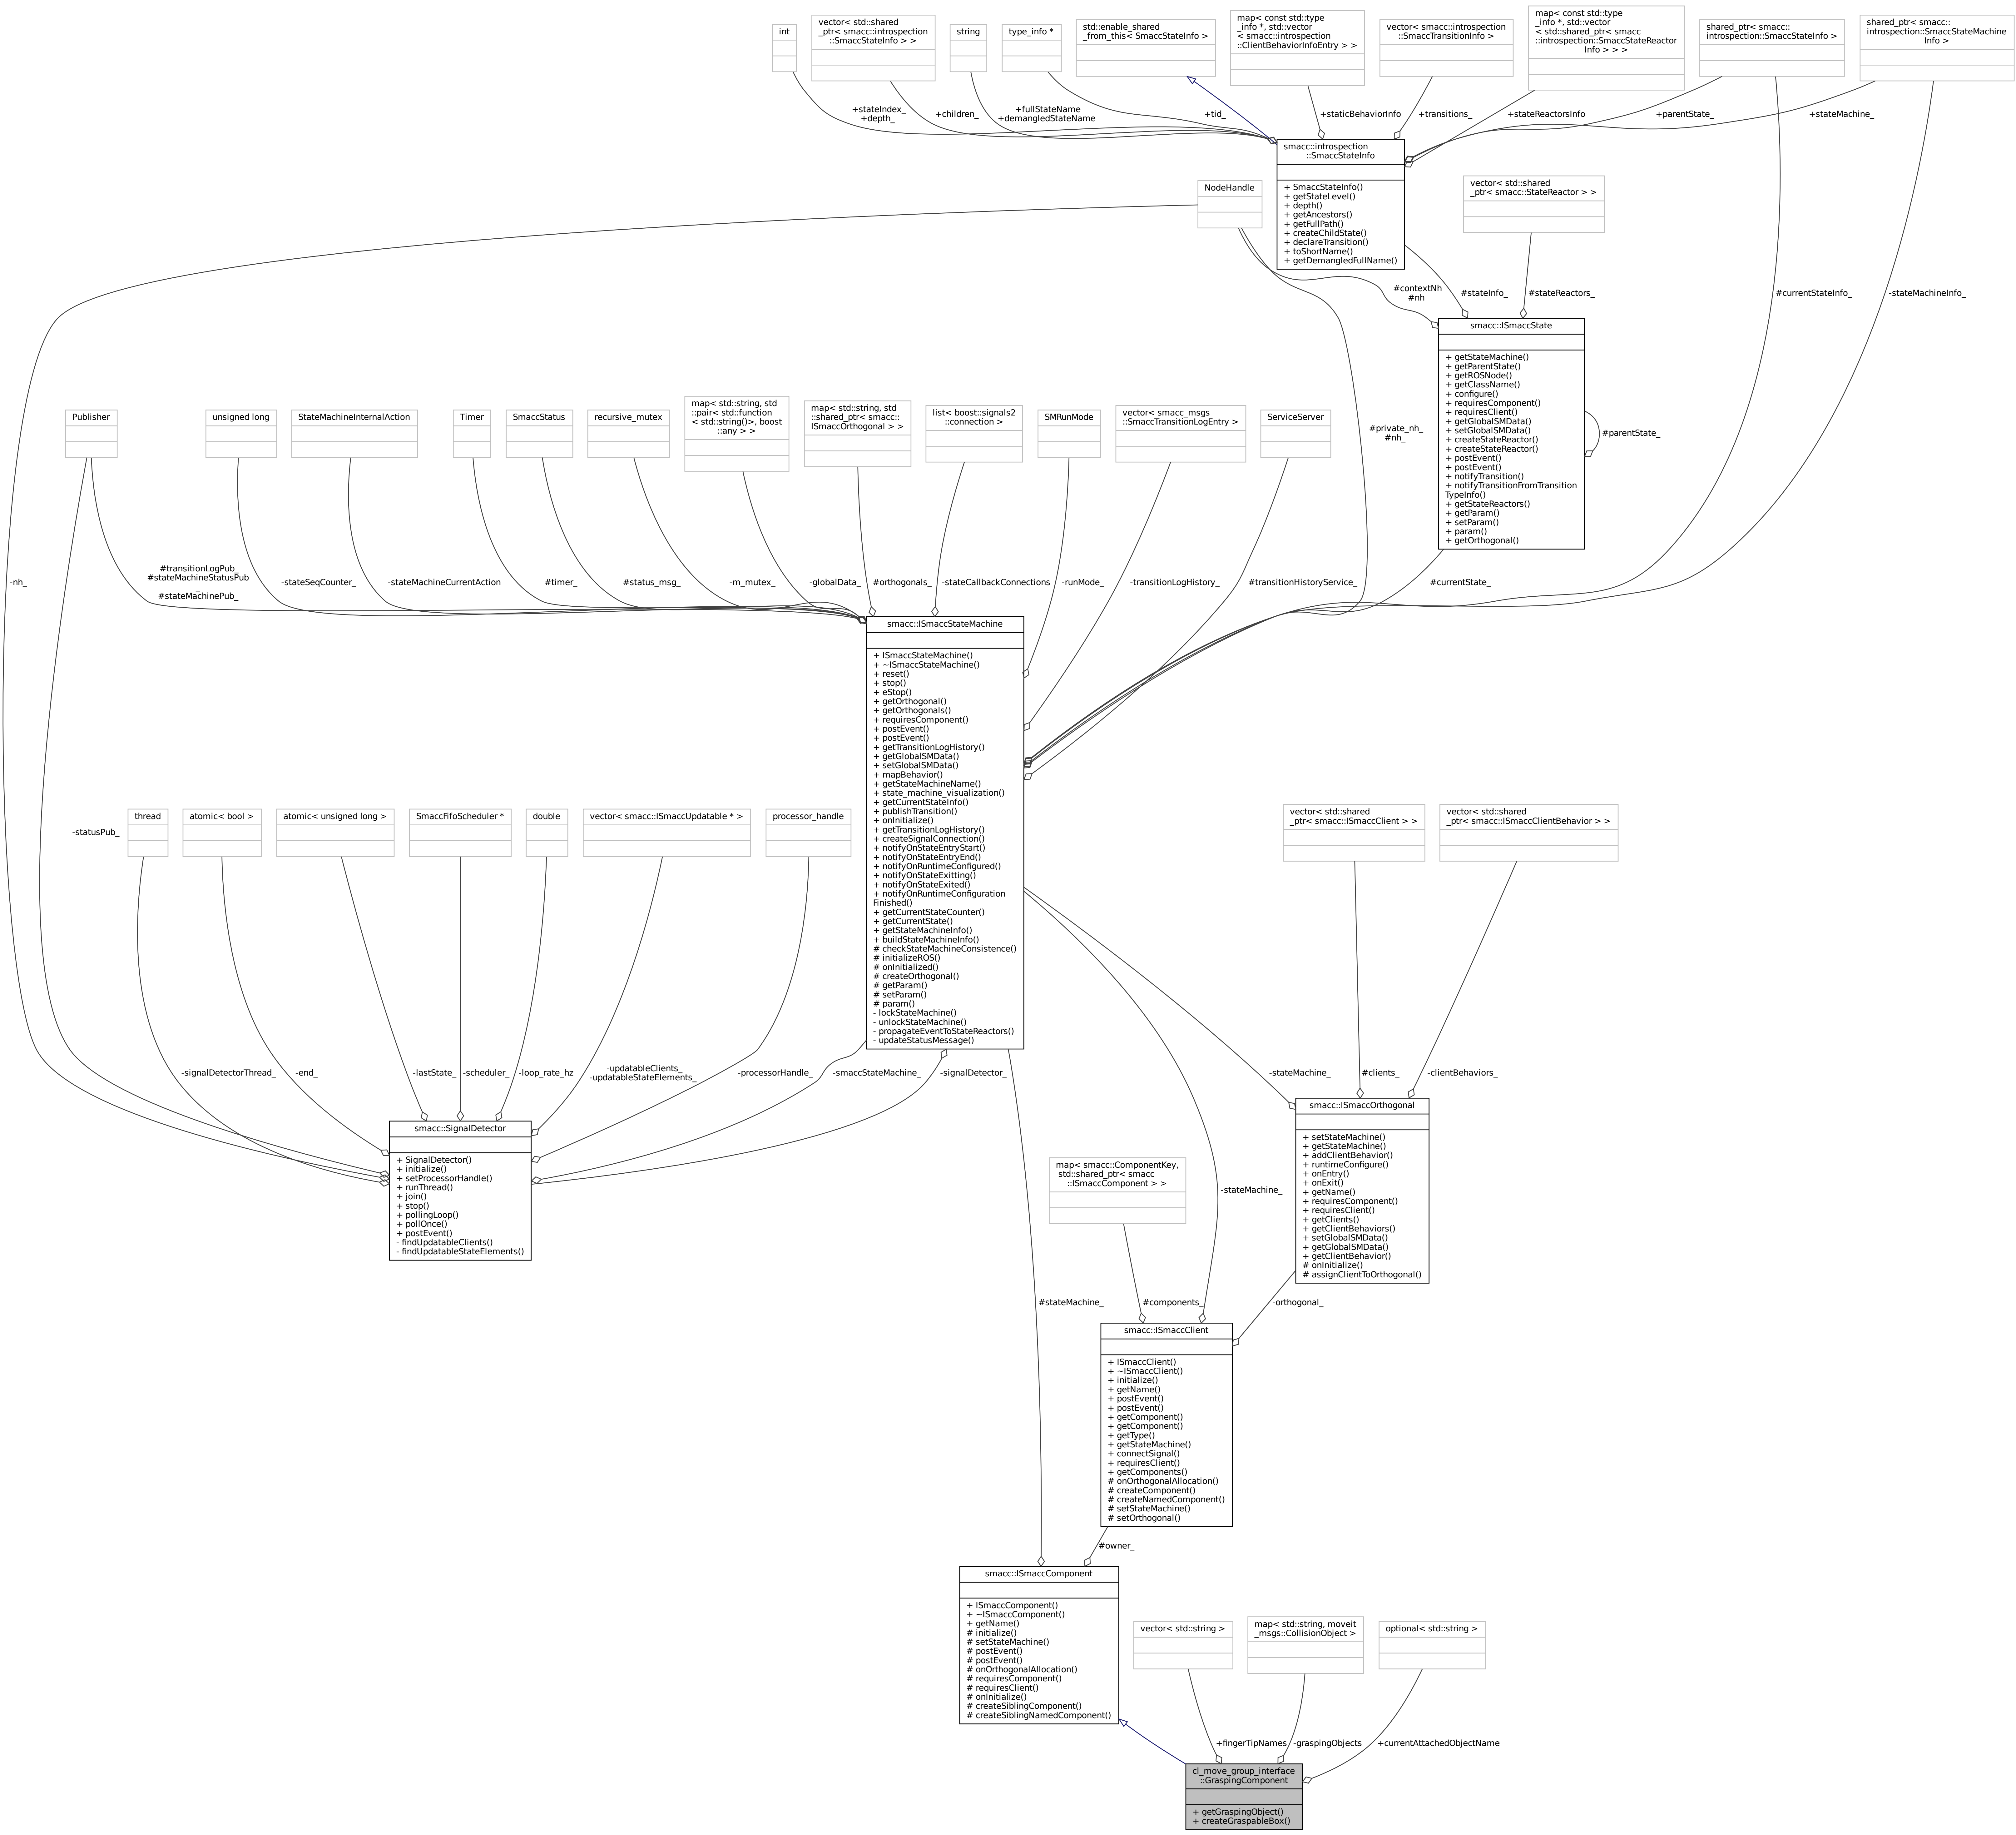 int
vector< std::shared
_ptr< smacc::introspection
::SmaccStateInfo > >
string
type_info *
std::enable_shared
_from_this< SmaccStateInfo >
map< const std::type
_info *, std::vector
< smacc::introspection
::ClientBehaviorInfoEntry > >
vector< smacc::introspection
::SmaccTransitionInfo >
map< const std::type
_info *, std::vector
< std::shared_ptr< smacc
::introspection::SmaccStateReactor
Info > > >
shared_ptr< smacc::
introspection::SmaccStateInfo >
shared_ptr< smacc::
introspection::SmaccStateMachine
Info >
+stateIndex_
+depth_
+children_
+fullStateName
+demangledStateName
+tid_
+staticBehaviorInfo
+transitions_
+stateReactorsInfo
+parentState_
+stateMachine_
smacc::introspection
::SmaccStateInfo
+ SmaccStateInfo()
+ getStateLevel()
+ depth()
+ getAncestors()
+ getFullPath()
+ createChildState()
+ declareTransition()
+ toShortName()
+ getDemangledFullName()
NodeHandle
vector< std::shared
_ptr< smacc::StateReactor > >
#contextNh
#nh
#stateInfo_
#stateReactors_
#currentStateInfo_
-stateMachineInfo_
smacc::ISmaccState
+ getStateMachine()
+ getParentState()
+ getROSNode()
+ getClassName()
+ configure()
+ requiresComponent()
+ requiresClient()
+ getGlobalSMData()
+ setGlobalSMData()
+ createStateReactor()
+ createStateReactor()
+ postEvent()
+ postEvent()
+ notifyTransition()
+ notifyTransitionFromTransition
TypeInfo()
+ getStateReactors()
+ getParam()
+ setParam()
+ param()
+ getOrthogonal()
#parentState_
Publisher
unsigned long
StateMachineInternalAction
Timer
SmaccStatus
recursive_mutex
map< std::string, std
::pair< std::function
< std::string()>, boost
::any > >
map< std::string, std
::shared_ptr< smacc::
ISmaccOrthogonal > >
list< boost::signals2
::connection >
SMRunMode
vector< smacc_msgs
::SmaccTransitionLogEntry >
ServiceServer
#private_nh_
#nh_
-nh_
#transitionLogPub_
#stateMachineStatusPub
_
#stateMachinePub_
-stateSeqCounter_
-stateMachineCurrentAction
#timer_
#status_msg_
-m_mutex_
-globalData_
#orthogonals_
-stateCallbackConnections
-runMode_
-transitionLogHistory_
#transitionHistoryService_
#currentState_
smacc::ISmaccStateMachine
+ ISmaccStateMachine()
+ ~ISmaccStateMachine()
+ reset()
+ stop()
+ eStop()
+ getOrthogonal()
+ getOrthogonals()
+ requiresComponent()
+ postEvent()
+ postEvent()
+ getTransitionLogHistory()
+ getGlobalSMData()
+ setGlobalSMData()
+ mapBehavior()
+ getStateMachineName()
+ state_machine_visualization()
+ getCurrentStateInfo()
+ publishTransition()
+ onInitialize()
+ getTransitionLogHistory()
+ createSignalConnection()
+ notifyOnStateEntryStart()
+ notifyOnStateEntryEnd()
+ notifyOnRuntimeConfigured()
+ notifyOnStateExitting()
+ notifyOnStateExited()
+ notifyOnRuntimeConfiguration
Finished()
+ getCurrentStateCounter()
+ getCurrentState()
+ getStateMachineInfo()
+ buildStateMachineInfo()
# checkStateMachineConsistence()
# initializeROS()
# onInitialized()
# createOrthogonal()
# getParam()
# setParam()
# param()
- lockStateMachine()
- unlockStateMachine()
- propagateEventToStateReactors()
- updateStatusMessage()
-statusPub_
thread
atomic< bool >
atomic< unsigned long >
SmaccFifoScheduler *
double
vector< smacc::ISmaccUpdatable * >
processor_handle
vector< std::shared
_ptr< smacc::ISmaccClient > >
vector< std::shared
_ptr< smacc::ISmaccClientBehavior > >
-signalDetectorThread_
-end_
-lastState_
-scheduler_
-loop_rate_hz
-updatableClients_
-updatableStateElements_
-processorHandle_
-smaccStateMachine_
-signalDetector_
-stateMachine_
#clients_
-clientBehaviors_
smacc::SignalDetector
+ SignalDetector()
+ initialize()
+ setProcessorHandle()
+ runThread()
+ join()
+ stop()
+ pollingLoop()
+ pollOnce()
+ postEvent()
- findUpdatableClients()
- findUpdatableStateElements()
smacc::ISmaccOrthogonal
+ setStateMachine()
+ getStateMachine()
+ addClientBehavior()
+ runtimeConfigure()
+ onEntry()
+ onExit()
+ getName()
+ requiresComponent()
+ requiresClient()
+ getClients()
+ getClientBehaviors()
+ setGlobalSMData()
+ getGlobalSMData()
+ getClientBehavior()
# onInitialize()
# assignClientToOrthogonal()
map< smacc::ComponentKey,
std::shared_ptr< smacc
::ISmaccComponent > >
-stateMachine_
#stateMachine_
#components_
-orthogonal_
smacc::ISmaccClient
+ ISmaccClient()
+ ~ISmaccClient()
+ initialize()
+ getName()
+ postEvent()
+ postEvent()
+ getComponent()
+ getComponent()
+ getType()
+ getStateMachine()
+ connectSignal()
+ requiresClient()
+ getComponents()
# onOrthogonalAllocation()
# createComponent()
# createNamedComponent()
# setStateMachine()
# setOrthogonal()
#owner_
smacc::ISmaccComponent
+ ISmaccComponent()
+ ~ISmaccComponent()
+ getName()
# initialize()
# setStateMachine()
# postEvent()
# postEvent()
# onOrthogonalAllocation()
# requiresComponent()
# requiresClient()
# onInitialize()
# createSiblingComponent()
# createSiblingNamedComponent()
vector< std::string >
map< std::string, moveit
_msgs::CollisionObject >
optional< std::string >
+fingerTipNames
-graspingObjects
+currentAttachedObjectName
cl_move_group_interface
::GraspingComponent
+ getGraspingObject()
+ createGraspableBox()